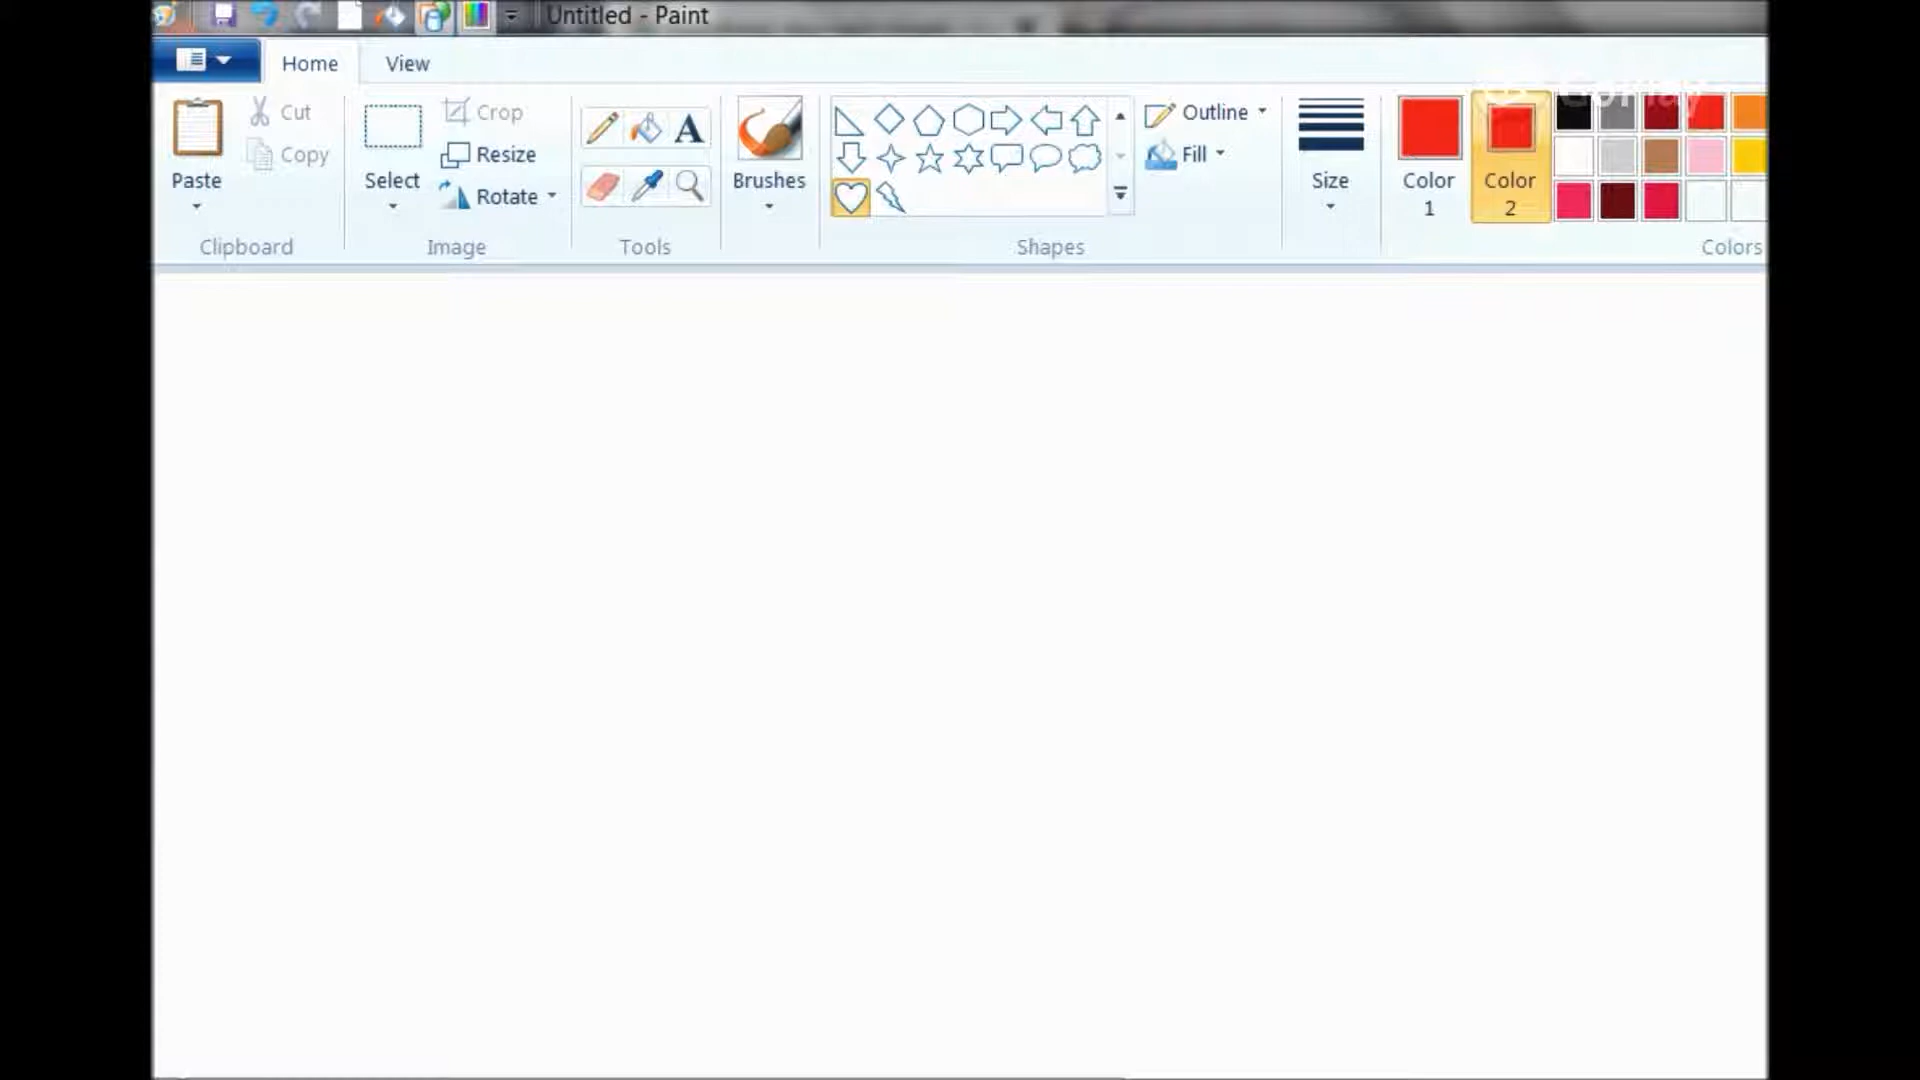 Untitled - Paint
Home View
Cut
Copy
Paste
Clipboard
Select
Crop
Resize
Rotate
Image
A
Tools
Brushes
Shapes
Outline
Fill
Size
Color 1
Color 2
Colors